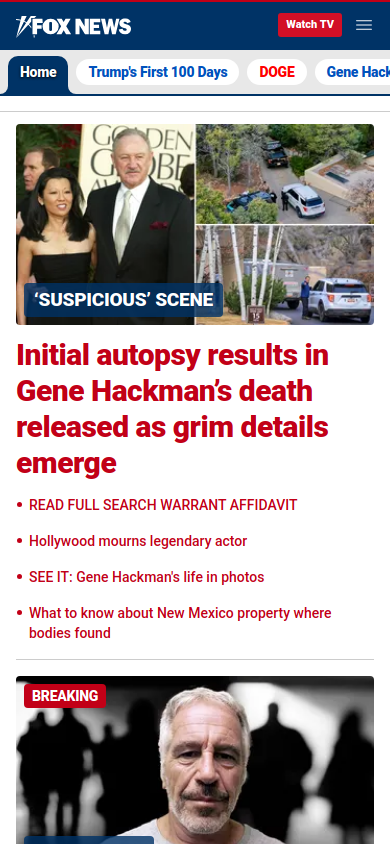 FOX NEWS
Watch TV
Home
Trump's First 100 Days
DOGE
Gene Hack
GOLDEN
GLOBE
AWARDS
‘SUSPICIOUS’ SCENE
15
Initial autopsy results in
Gene Hackman’s death
released as grim details
emerge
READ FULL SEARCH WARRANT AFFIDAVIT
Hollywood mourns legendary actor
SEE IT: Gene Hackman's life in photos
What to know about New Mexico property where
bodies found
BREAKING